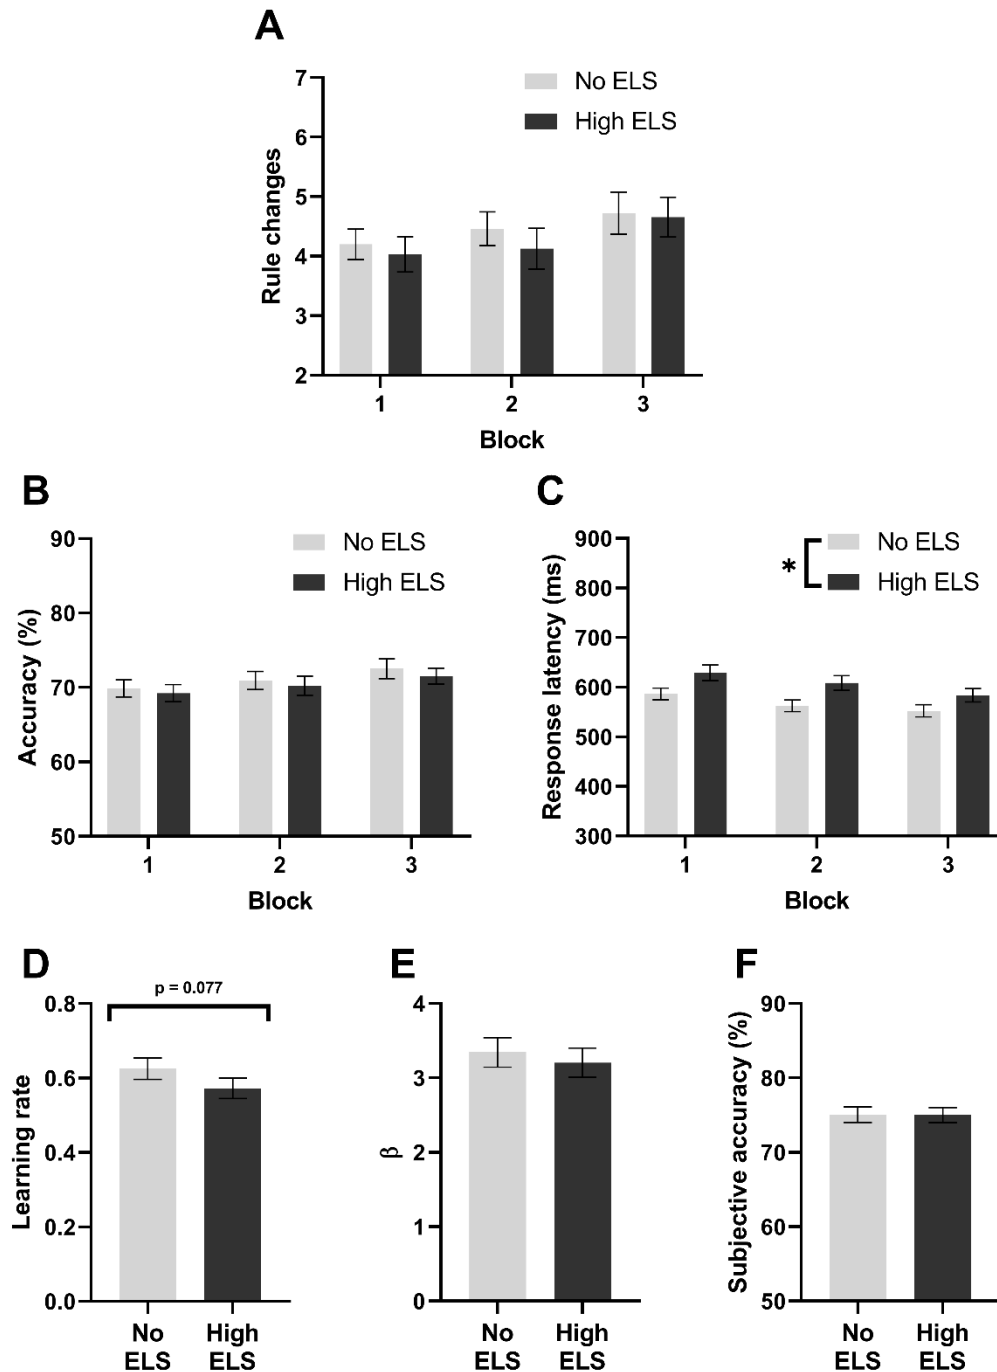 A
No ELS
High ELS
7
6
5
4
3
2
Rule changes
1 2 3
Block
B
No ELS
High ELS
90
80
70
60
50
Accuracy (%)
1 2 3
Block
C
No ELS
High ELS
*
900
800
700
600
500
400
300
Response latency (ms)
1 2 3
Block
D
p = 0.077
0.8
0.6
0.4
0.2
0.0
Learning rate
No ELS
High ELS
E
4
3
2
1
0
β
No ELS
High ELS
F
90
80
70
60
50
Subjective accuracy (%)
No ELS
High ELS